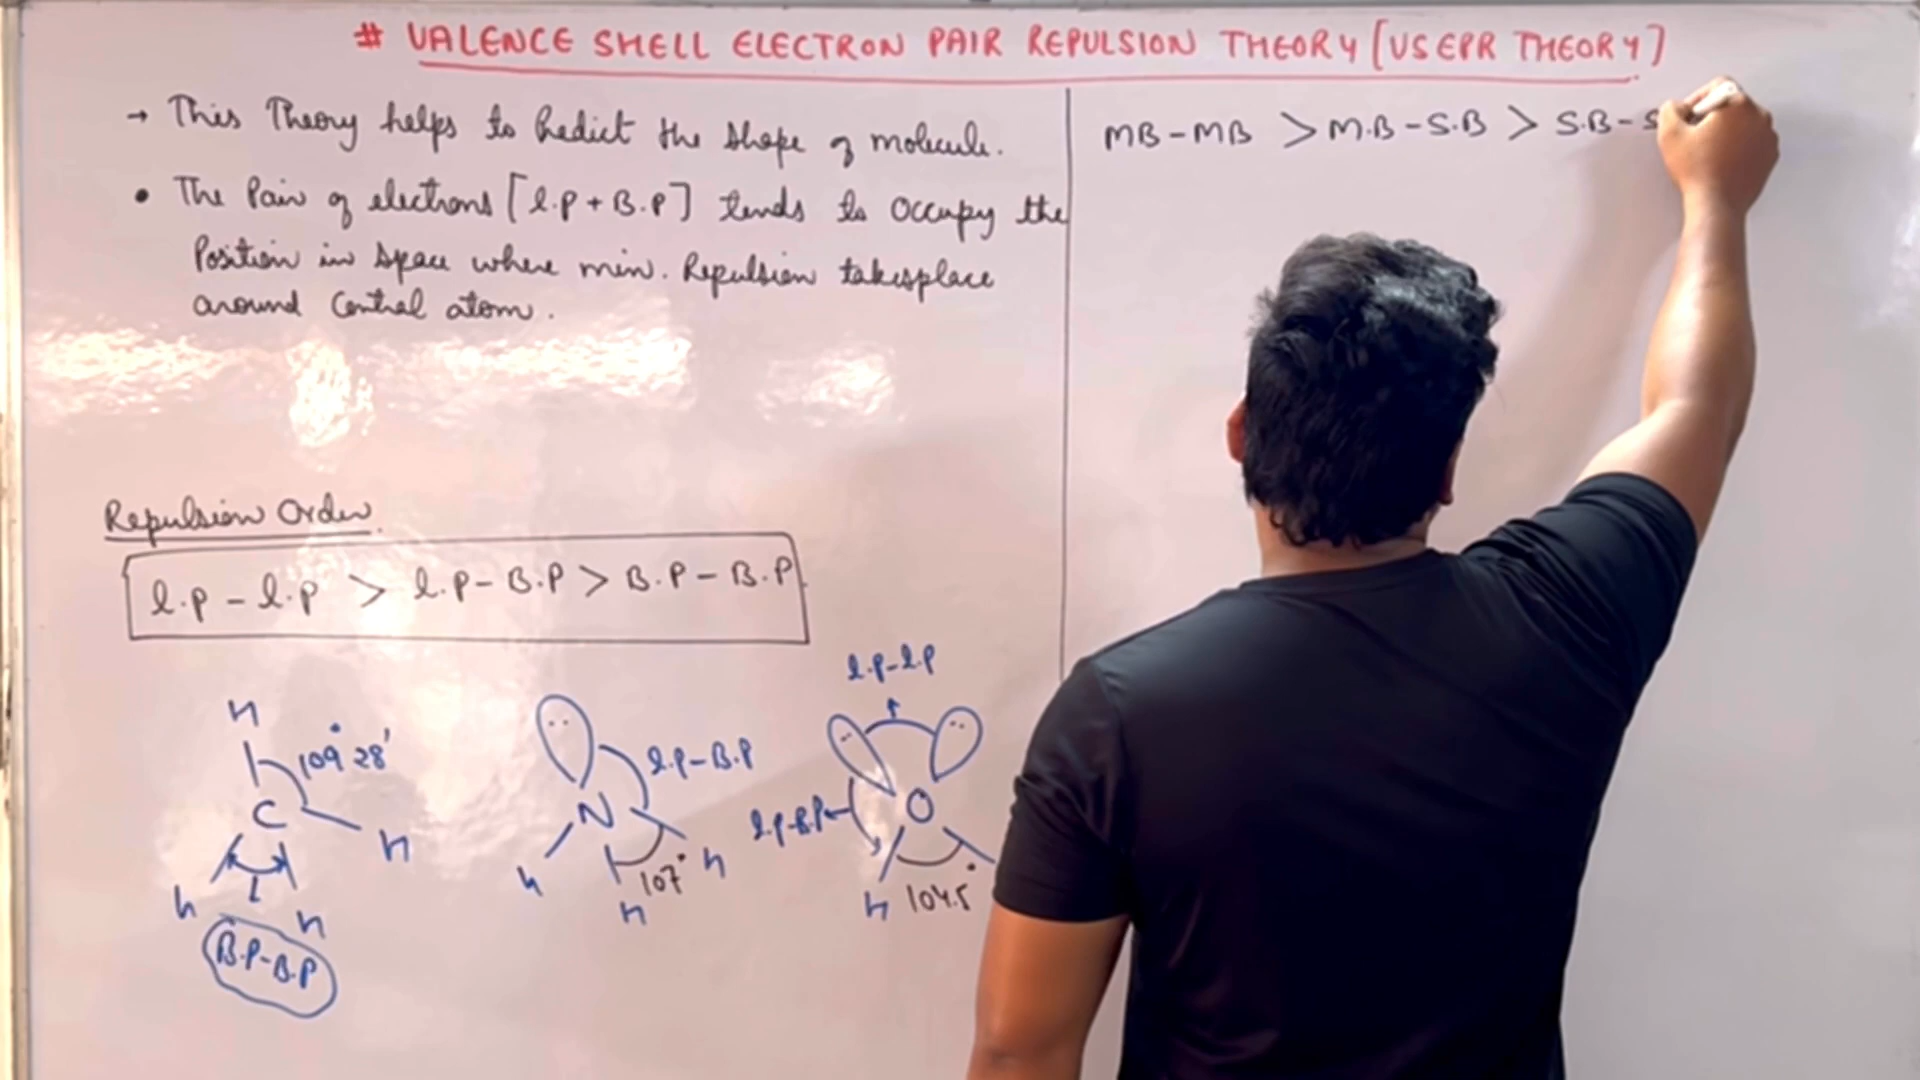 # VALENCE SHELL ELECTRON PAIR REPULSION THEORY [VSEPR THEORY]
→ This Theory helps to Predict the shape of molecule.
• The Pair of electrons [l.p + B.P] tends to occupy the
Position in space where min. Repulsion takesplace
around Central atom.
Repulsion Order
l.p - l.p > l.p - B.P > B.P - B.P
H
109° 28'
C
H
H
H
B.P-B.P
l.p-B.P
N
H
H
107°
H
l.p-l.p
l.p-B.P
O
H
104.5°
MB - MB > M.B - S.B > S.B - S